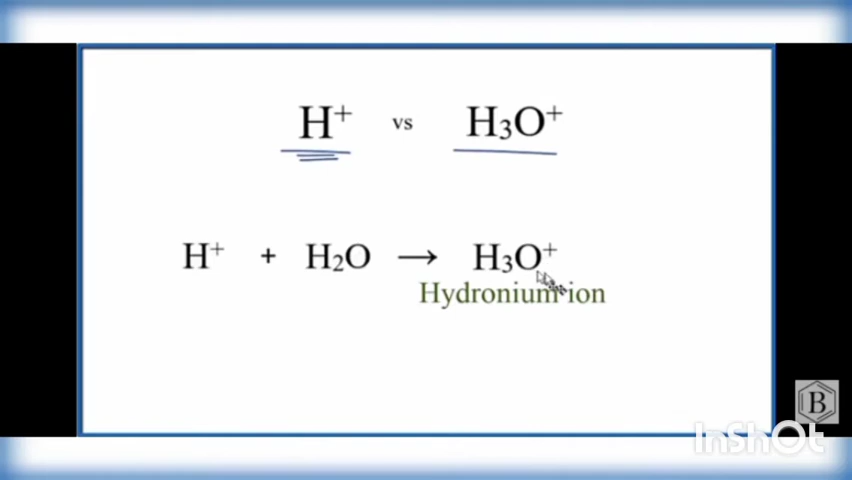 H⁺ vs H₃O⁺
H⁺ + H₂O → H₃O⁺
Hydronium ion
B
InShOt